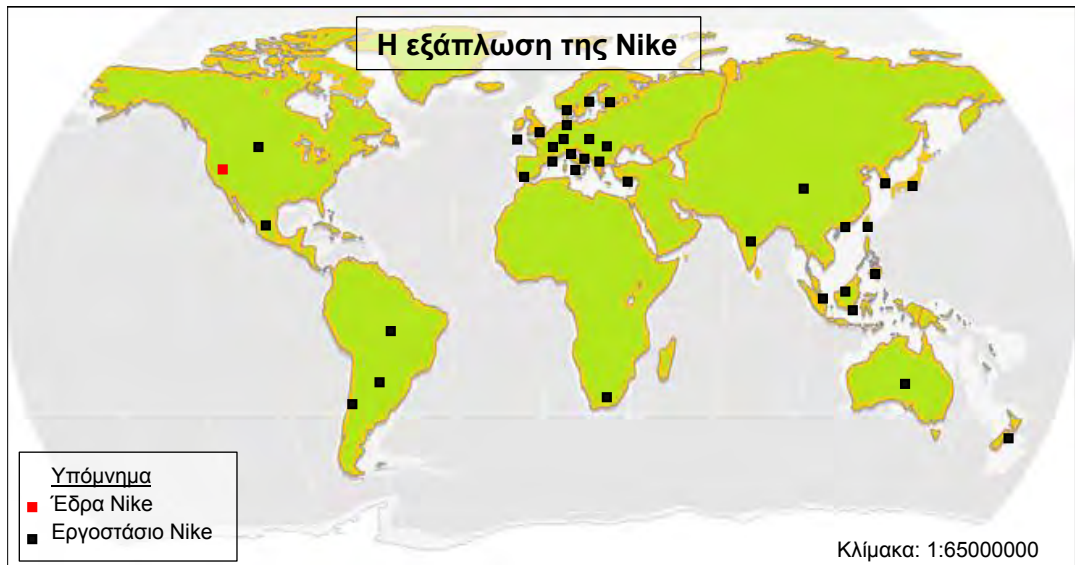 Η εξάπλωση της Nike
Υπόμνημα
Έδρα Nike
Εργοστάσιο Nike
Κλίμακα: 1:65000000